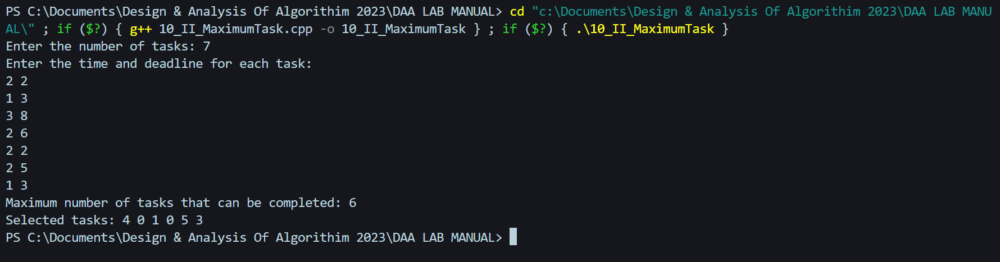 PS C:\Documents\Design & Analysis Of Algorithim 2023\DAA LAB MANUAL> cd "c:\Documents\Design & Analysis Of Algorithim 2023\DAA LAB MANU
AL\" ; if ($?) { g++ 10_II_MaximumTask.cpp -o 10_II_MaximumTask } ; if ($?) { .\10_II_MaximumTask }
Enter the number of tasks: 7
Enter the time and deadline for each task:
2 2
1 3
3 8
2 6
2 2
2 5
1 3
Maximum number of tasks that can be completed: 6
Selected tasks: 4 0 1 0 5 3
PS C:\Documents\Design & Analysis Of Algorithim 2023\DAA LAB MANUAL>